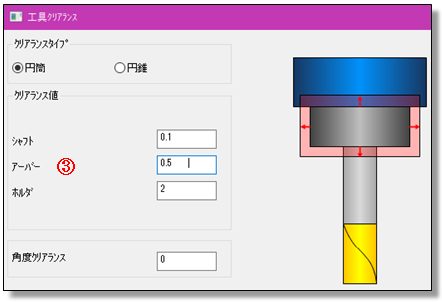 工具クリアランス
クリアランスタイプ
円筒 円錐
クリアランス値
シャフト 0.1
アーバー ③ 0.5
ホルダ 2
角度クリアランス 0